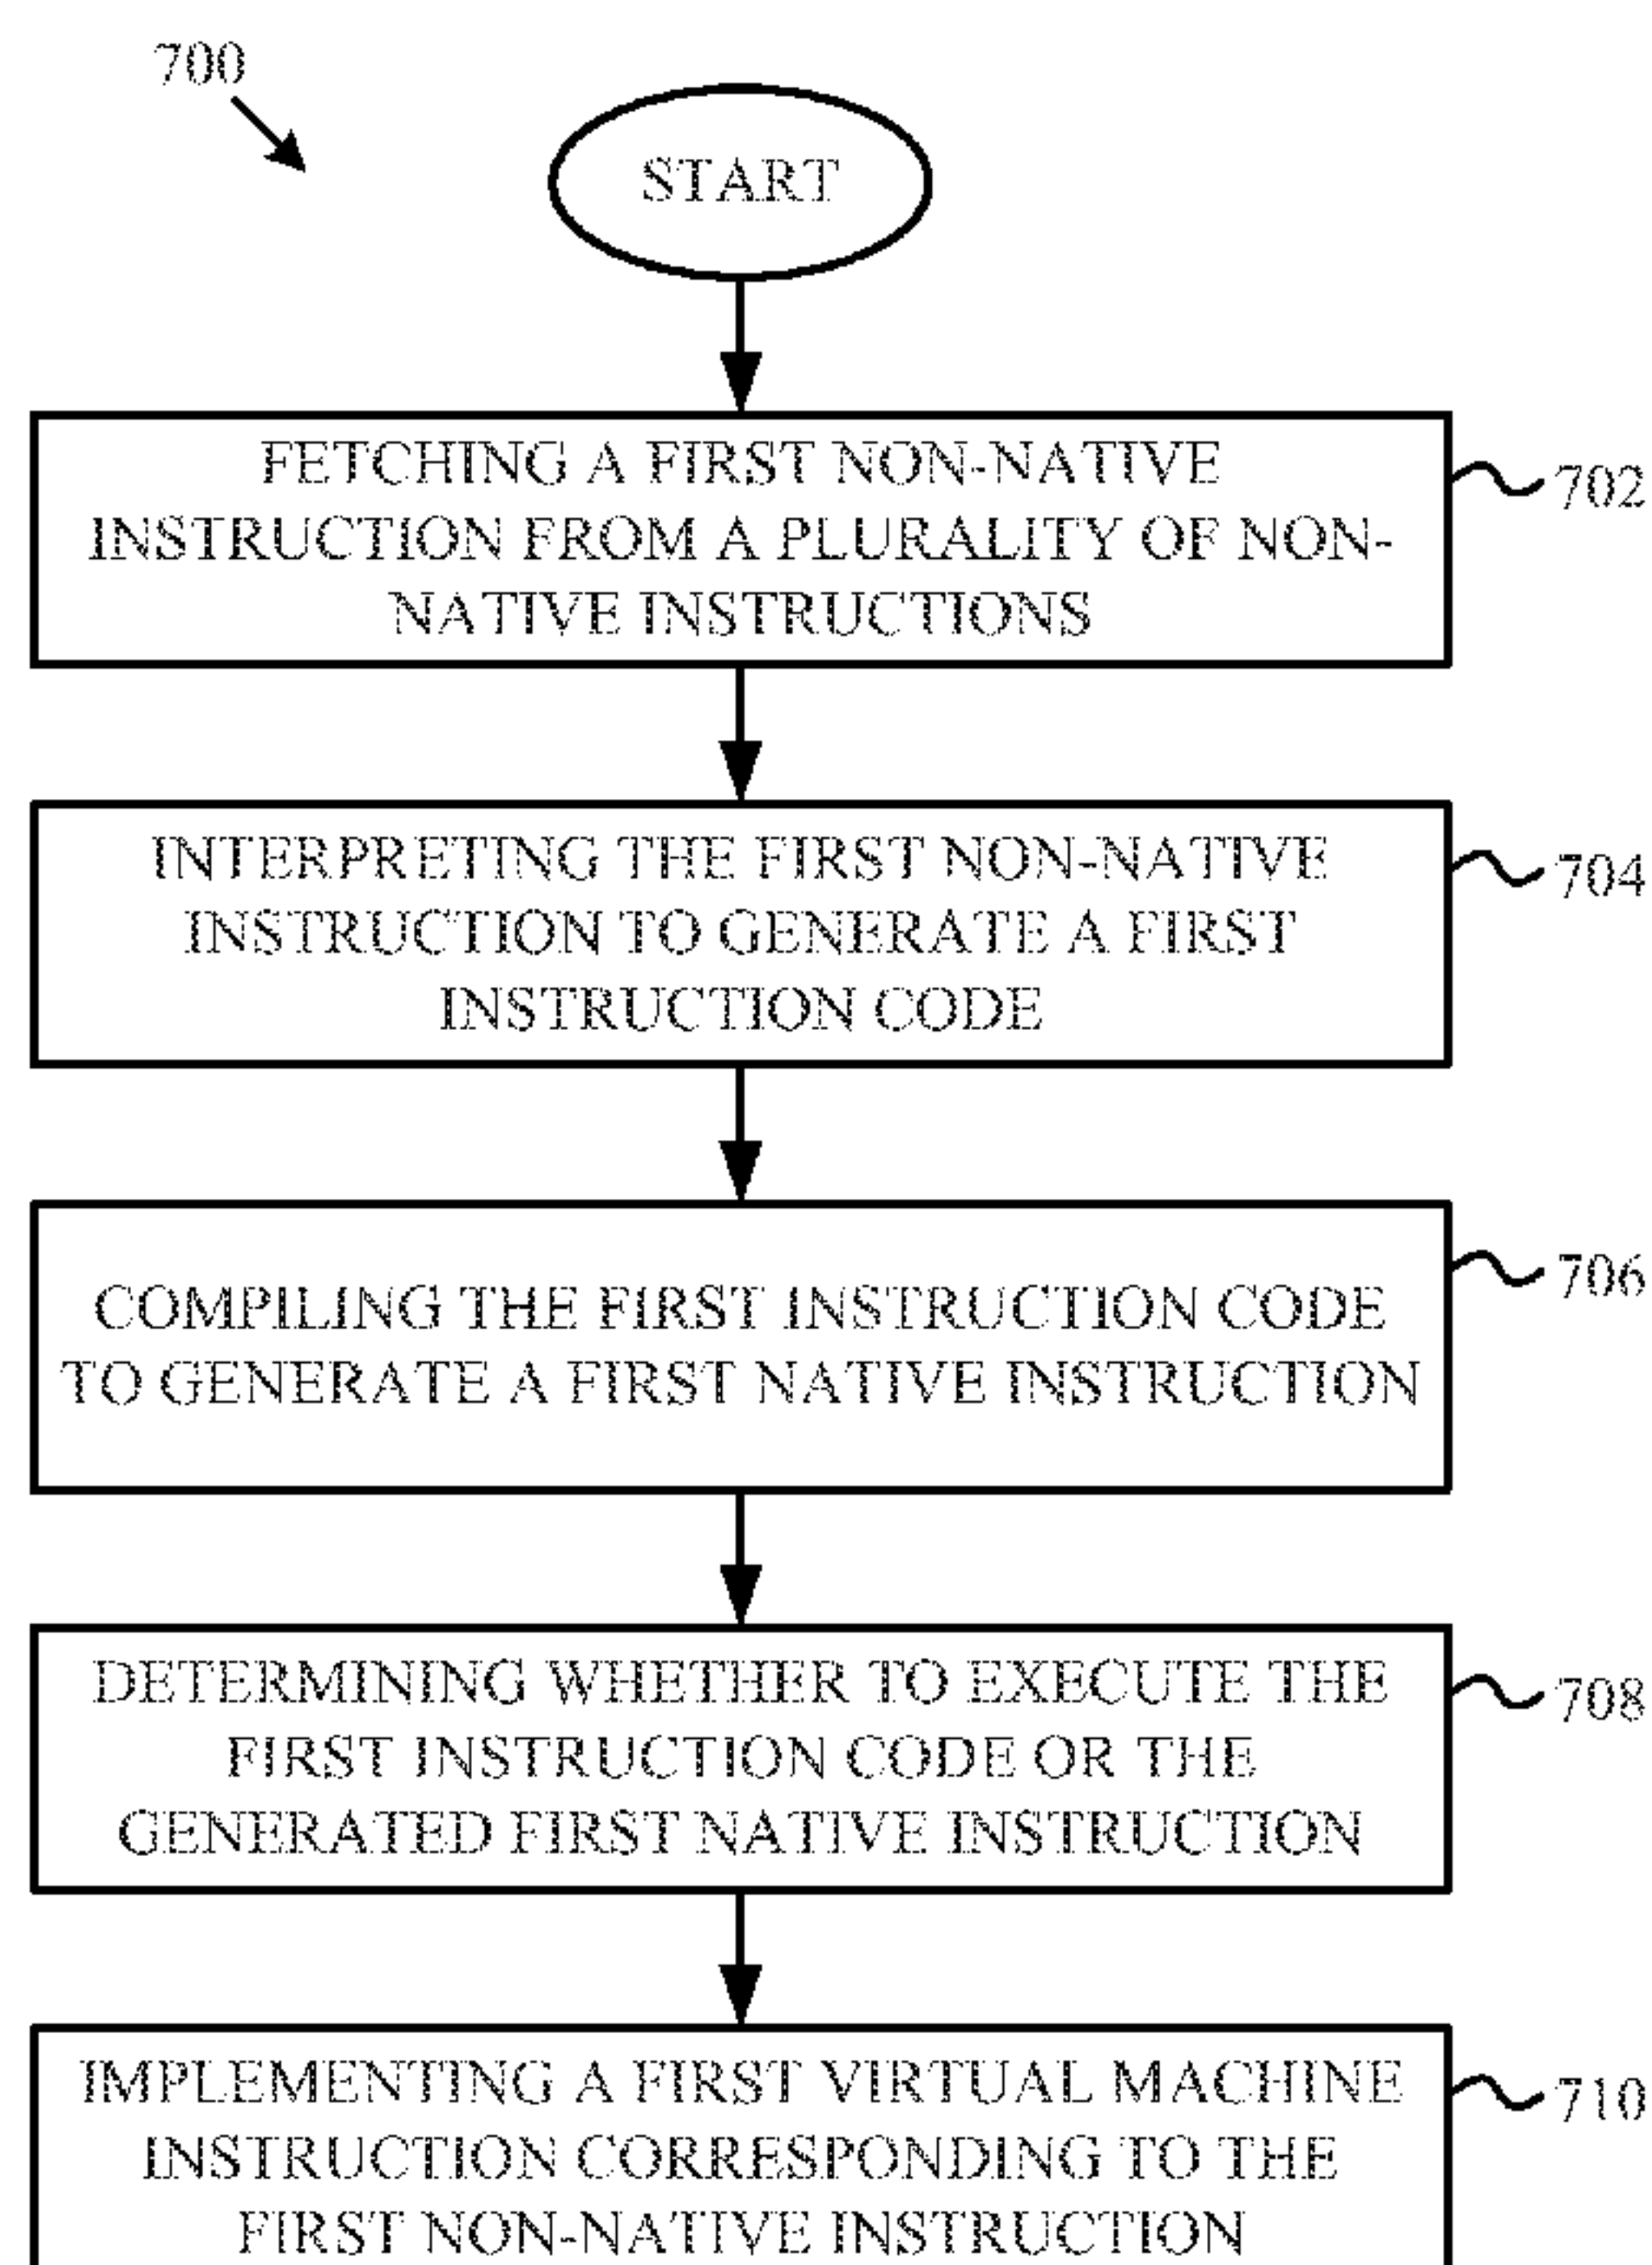 700
START
FETCHING A FIRST NON-NATIVE
INSTRUCTION FROM A PLURALITY OF NON-
NATIVE INSTRUCTIONS
702
INTERPRETING THE FIRST NON-NATIVE
INSTRUCTION TO GENERATE A FIRST
INSTRUCTION CODE
704
COMPILING THE FIRST INSTRUCTION CODE
TO GENERATE A FIRST NATIVE INSTRUCTION
706
DETERMINING WHETHER TO EXECUTE THE
FIRST INSTRUCTION CODE OR THE
GENERATED FIRST NATIVE INSTRUCTION
708
IMPLEMENTING A FIRST VIRTUAL MACHINE
INSTRUCTION CORRESPONDING TO THE
FIRST NON-NATIVE INSTRUCTION
710